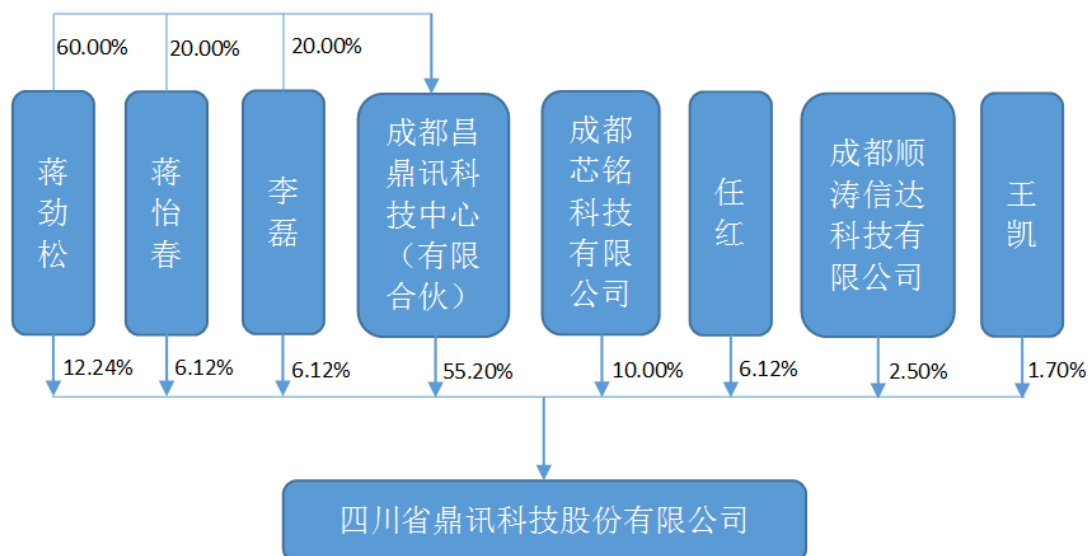 60.00%
20.00%
20.00%
蒋劲松
蒋怡春
李磊
成都昌
鼎讯科
技中心
（有限
合伙）
成都
芯铭
科技
有限
公司
任红
成都顺
涛信达
科技有
限公司
王凯
12.24%
6.12%
6.12%
55.20%
10.00%
6.12%
2.50%
1.70%
四川省鼎讯科技股份有限公司